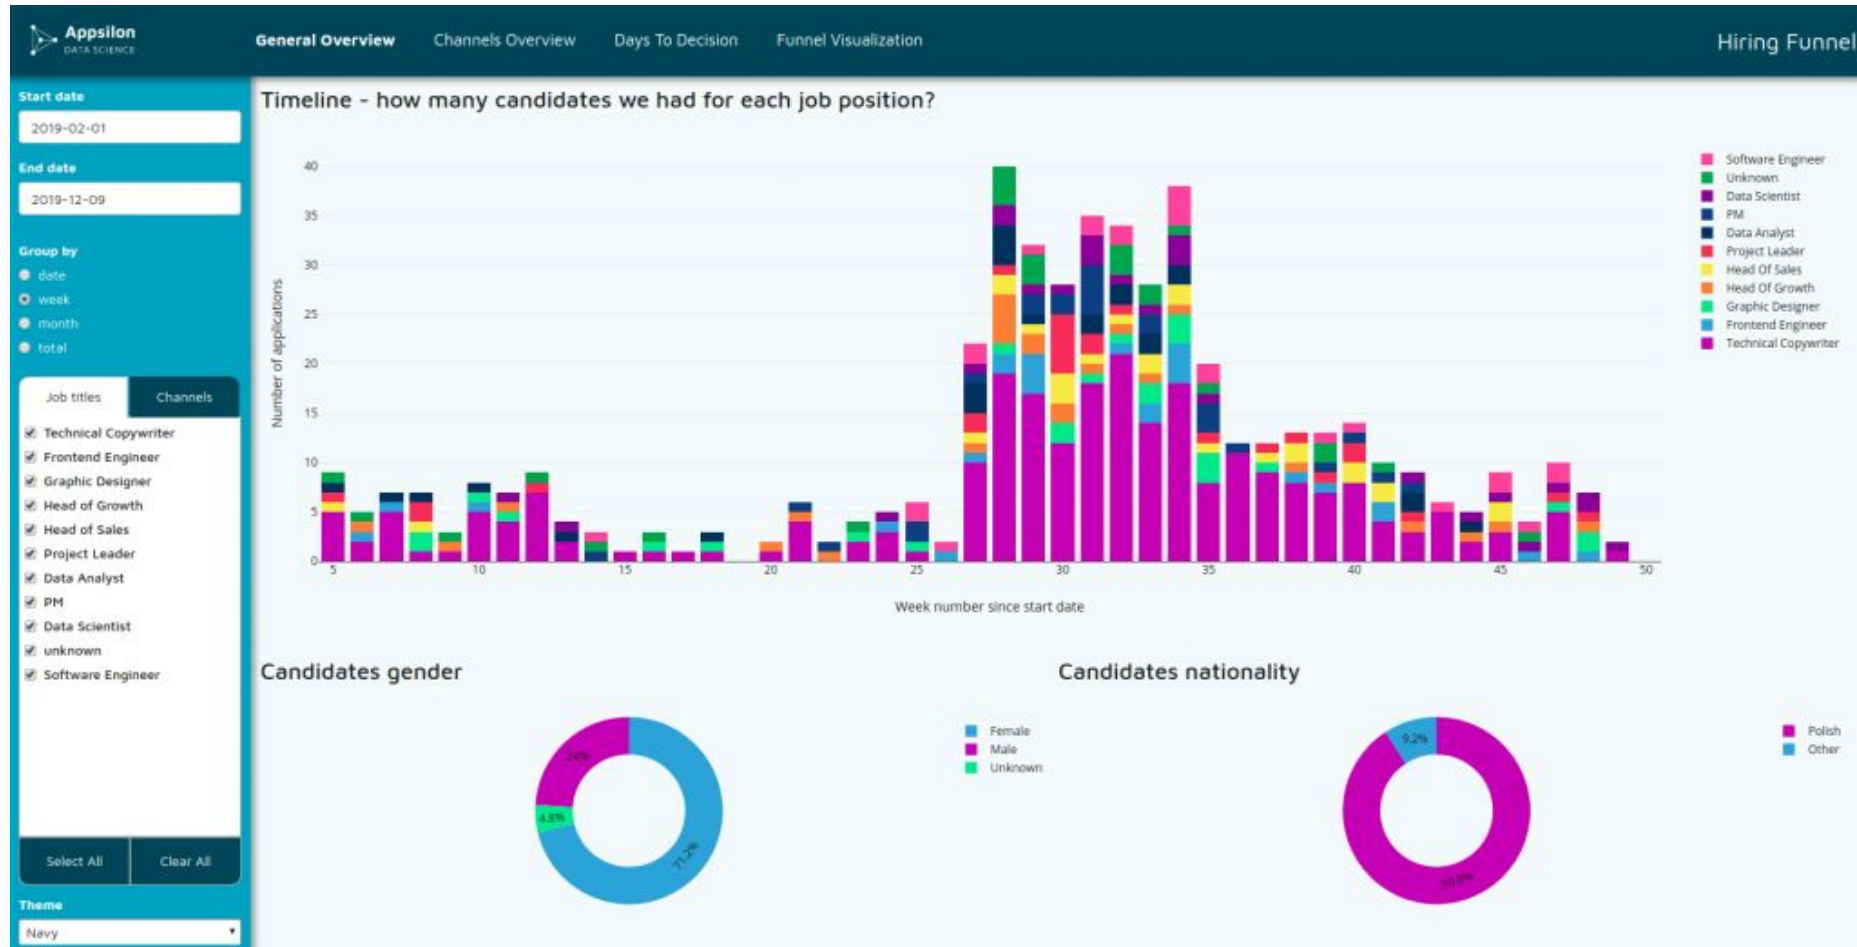 Appsilon
DATA SCIENCE
General Overview
Channels Overview
Days To Decision
Funnel Visualization
Hiring Funnel
Start date
2019-02-01
End date
2019-12-09
Group by
date
week
month
total
Job titles
Channels
Technical Copywriter
Frontend Engineer
Graphic Designer
Head of Growth
Head of Sales
Project Leader
Data Analyst
PM
Data Scientist
unknown
Software Engineer
Select All
Clear All
Theme
Navy
Timeline - how many candidates we had for each job position?
Number of applications
40
35
30
25
20
15
10
5
0
5
10
15
20
25
30
35
40
45
50
Week number since start date
Software Engineer
Unknown
Data Scientist
PM
Data Analyst
Project Leader
Head Of Sales
Head Of Growth
Graphic Designer
Frontend Engineer
Technical Copywriter
Candidates gender
24%
4.8%
71.2%
Female
Male
Unknown
Candidates nationality
9.2%
90.8%
Polish
Other